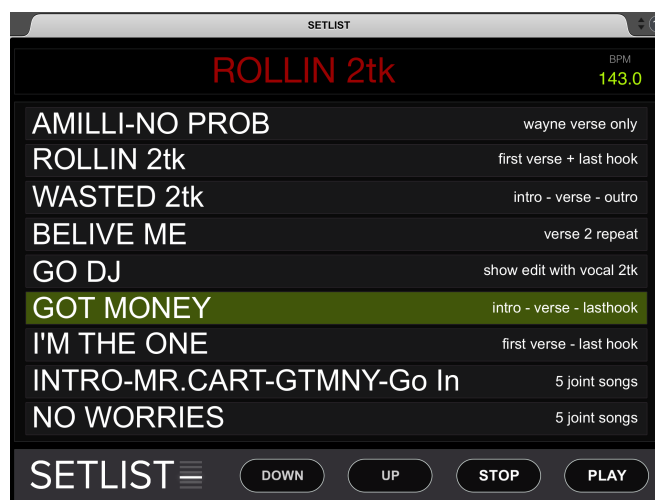 SETLIST
ROLLIN 2tk
BPM
143.0
AMILLI-NO PROB wayne verse only
ROLLIN 2tk first verse + last hook
WASTED 2tk intro - verse - outro
BELIVE ME verse 2 repeat
GO DJ show edit with vocal 2tk
GOT MONEY intro - verse - lasthook
I'M THE ONE first verse - last hook
INTRO-MR.CART-GTMNY-Go In 5 joint songs
NO WORRIES 5 joint songs
SETLIST DOWN UP STOP PLAY